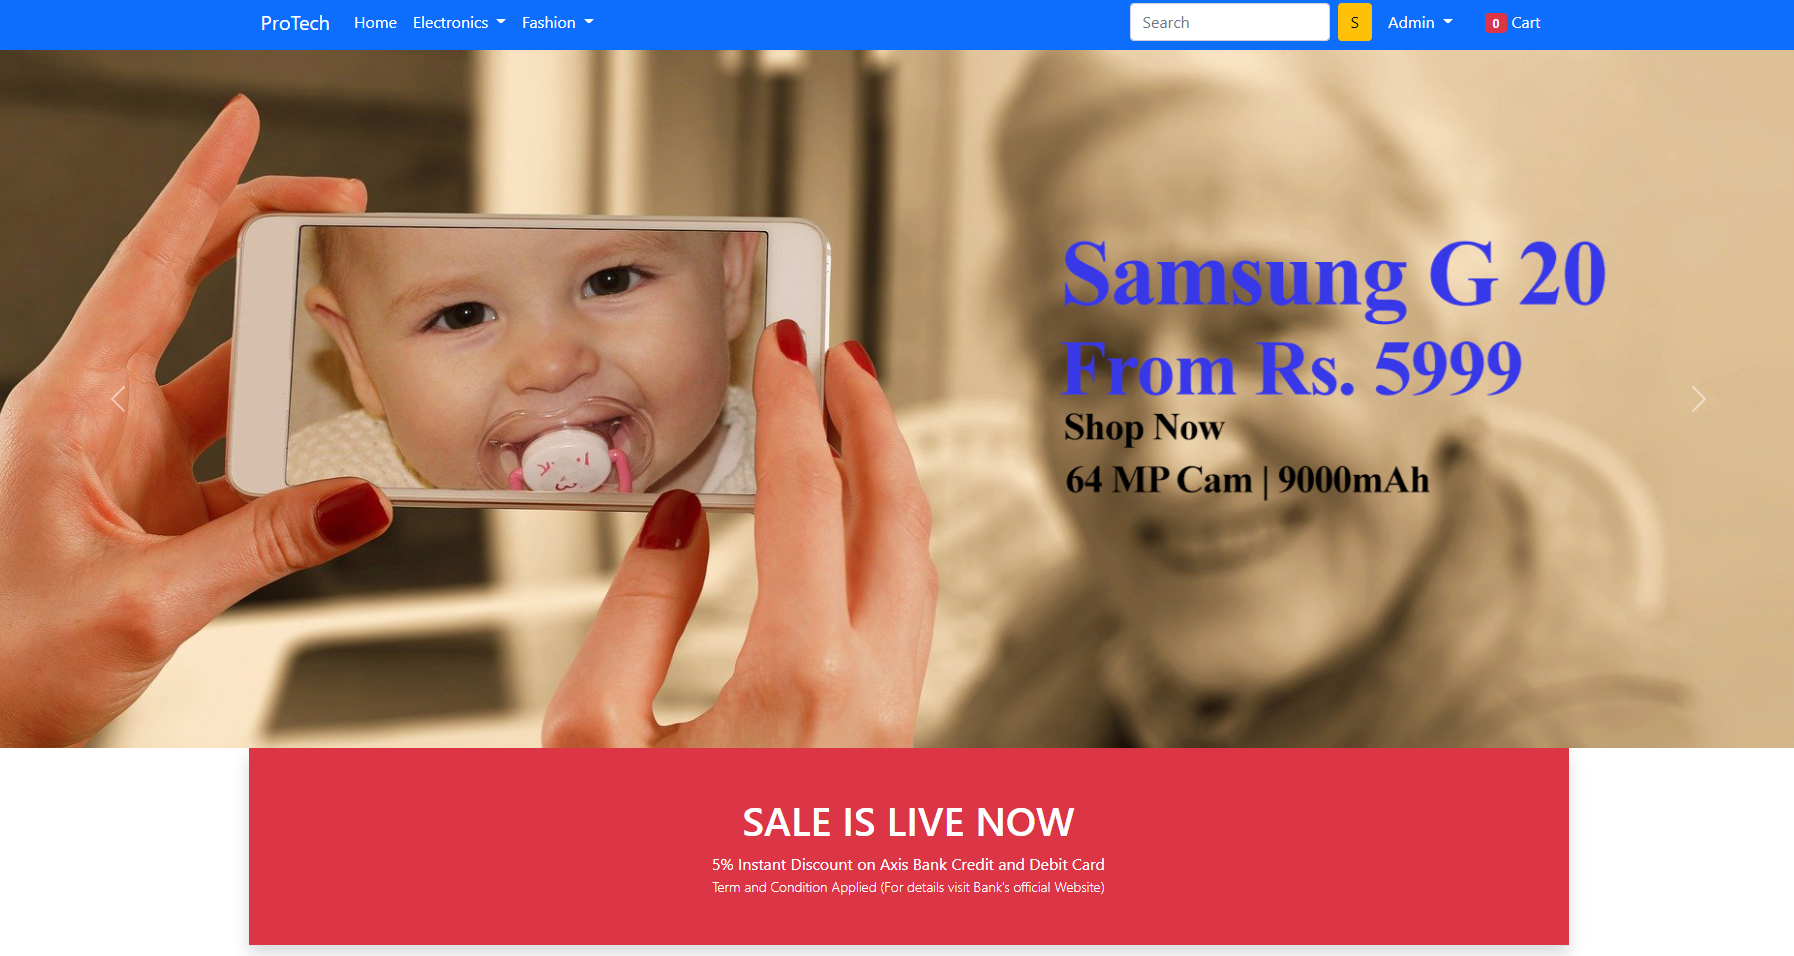 ProTech Home Electronics Fashion Search S Admin 0 Cart
Samsung G 20
From Rs. 5999
Shop Now
64 MP Cam | 9000mAh
SALE IS LIVE NOW
5% Instant Discount on Axis Bank Credit and Debit Card
Term and Condition Applied (For details visit Bank's official Website)